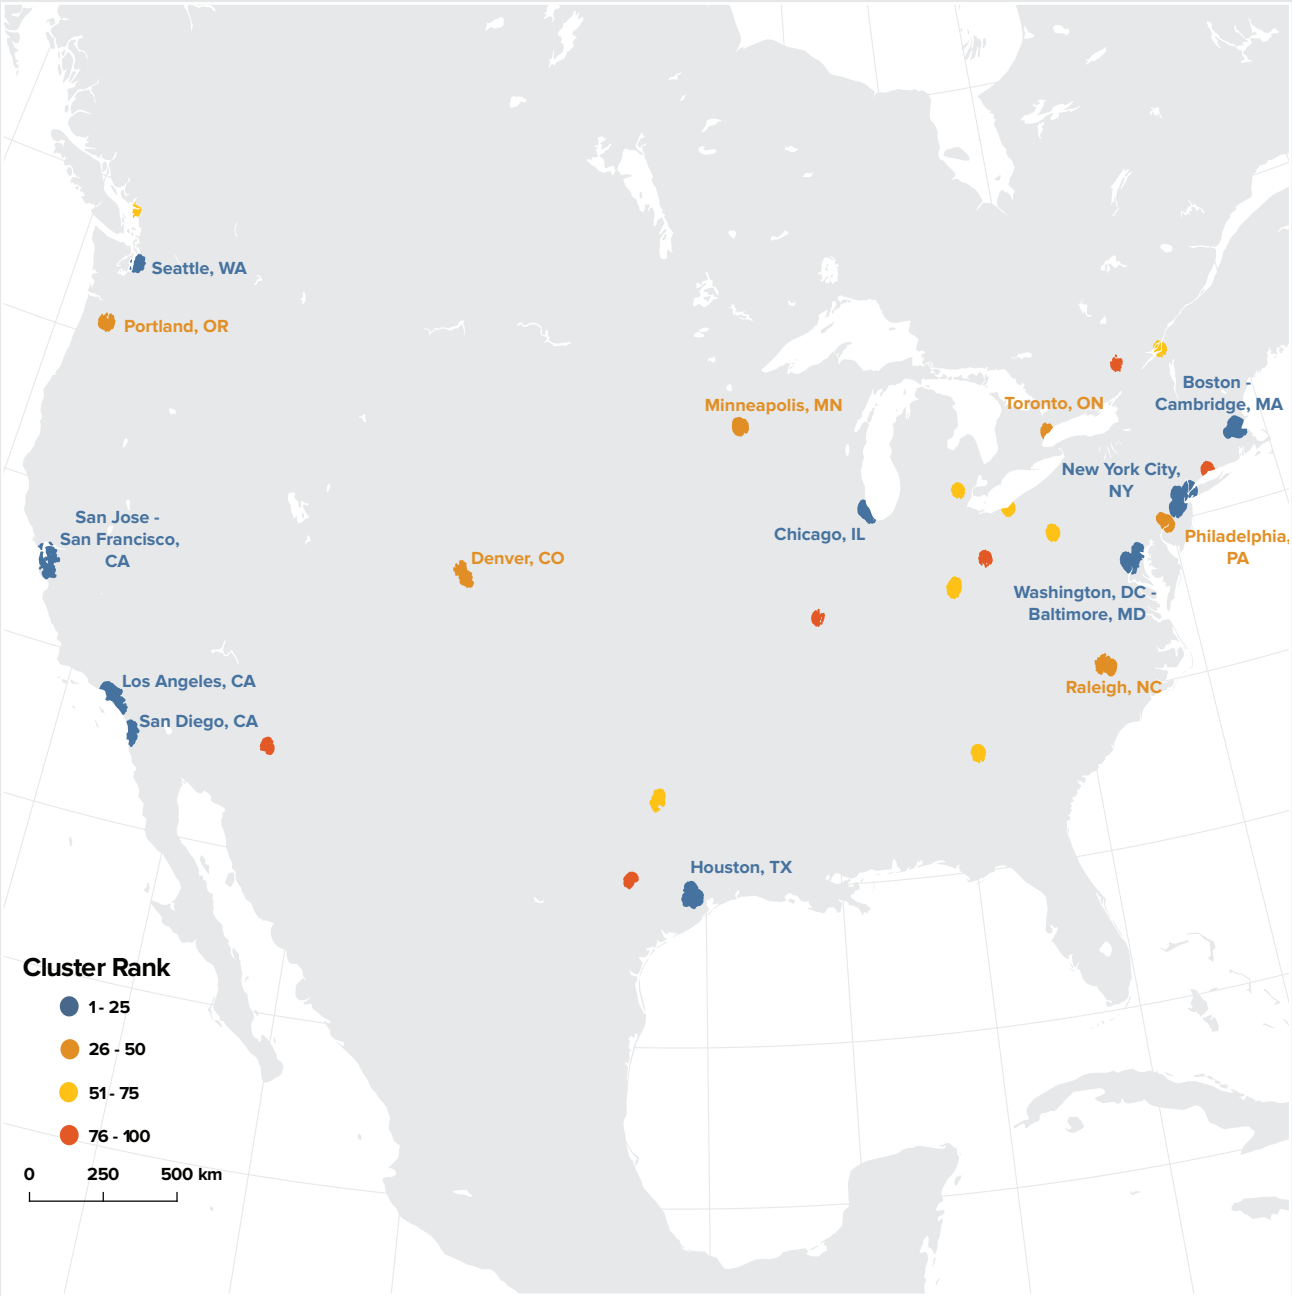 Seattle, WA
Portland, OR
Boston -
Cambridge, MA
Minneapolis, MN
Toronto, ON
New York City,
NY
San Jose -
San Francisco,
CA
Chicago, IL
Philadelphia,
PA
Denver, CO
Washington, DC -
Baltimore, MD
Los Angeles, CA
Raleigh, NC
San Diego, CA
Houston, TX
Cluster Rank
1 - 25
26 - 50
51 - 75
76 - 100
0 250 500 km